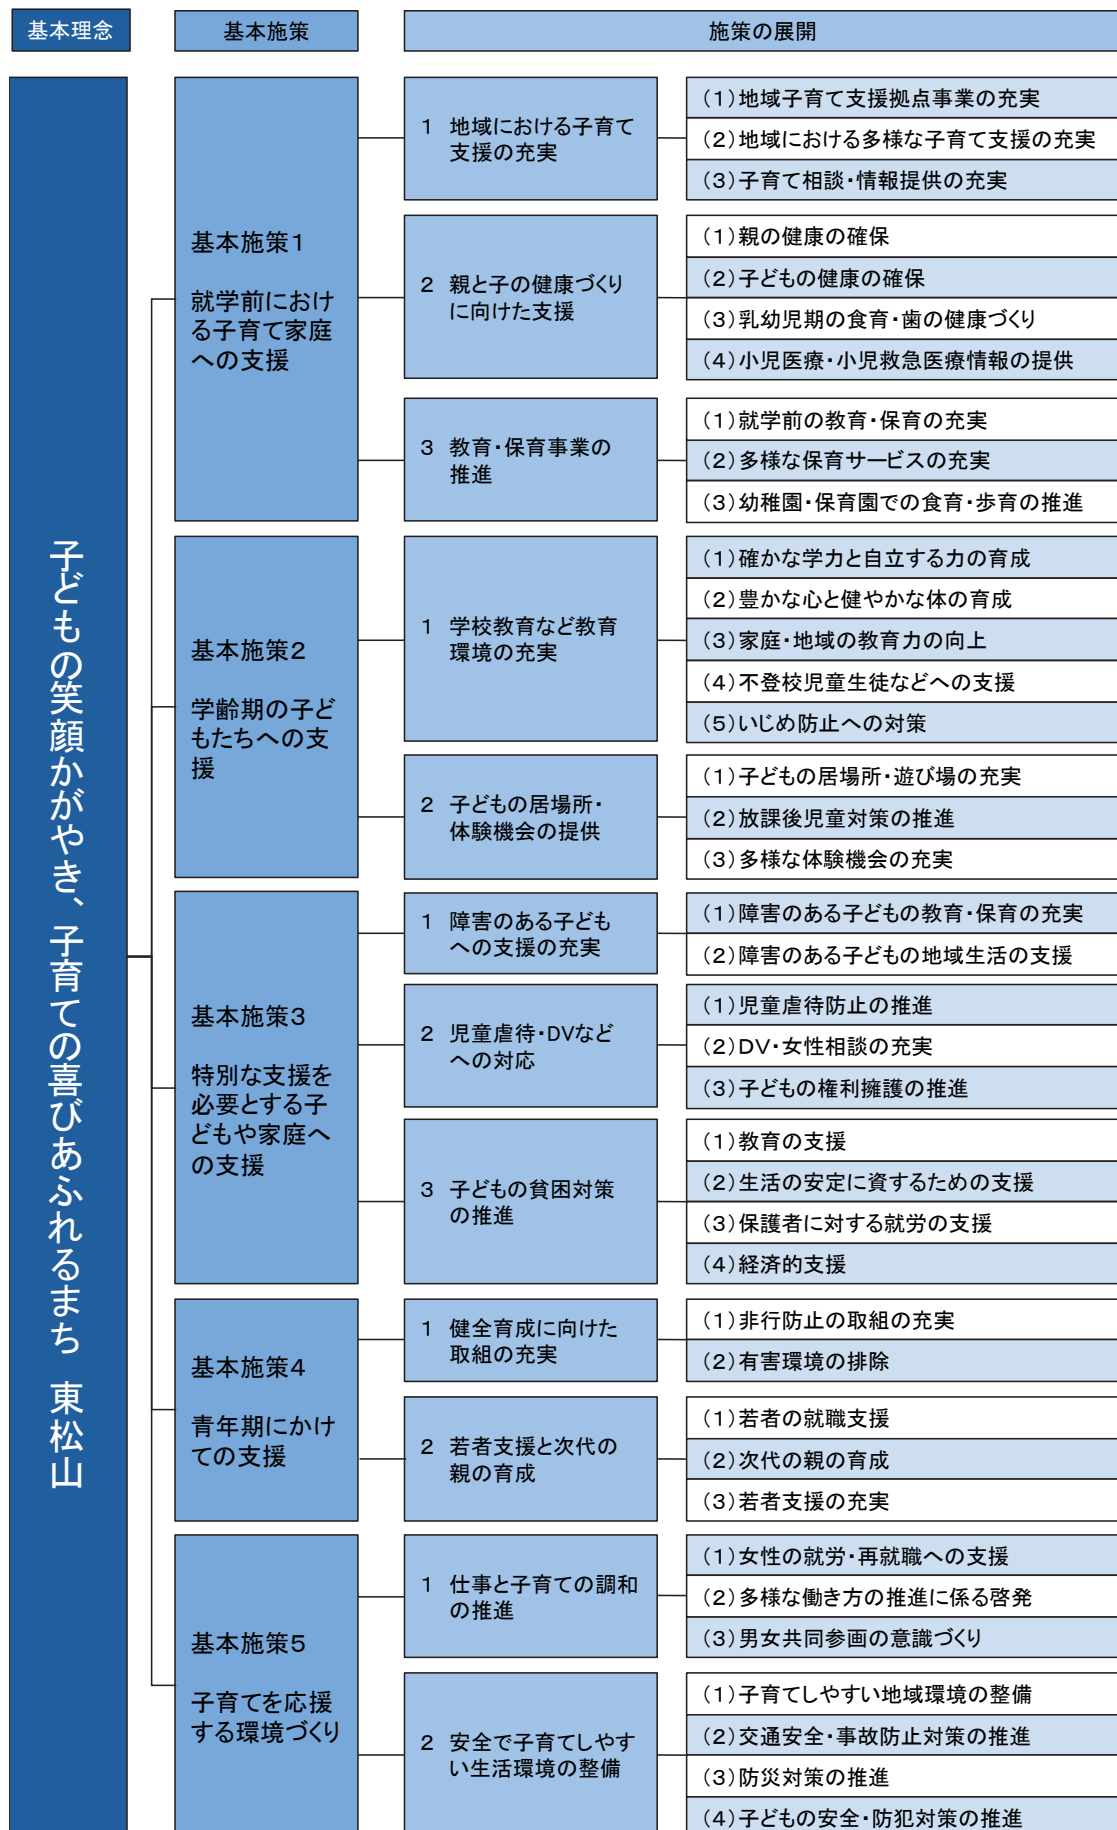 基本理念
基本施策
施策の展開
子どもの笑顔かがやき、子育ての喜びあふれるまち 東松山
基本施策1
就学前におけ
る子育て家庭
への支援
1 地域における子育て
支援の充実
(1)地域子育て支援拠点事業の充実
(2)地域における多様な子育て支援の充実
(3)子育て相談・情報提供の充実
2 親と子の健康づくり
に向けた支援
(1)親の健康の確保
(2)子どもの健康の確保
(3)乳幼児期の食育・歯の健康づくり
(4)小児医療・小児救急医療情報の提供
3 教育・保育事業の
推進
(1)就学前の教育・保育の充実
(2)多様な保育サービスの充実
(3)幼稚園・保育園での食育・歩育の推進
基本施策2
学齢期の子ど
もたちへの支
援
1 学校教育など教育
環境の充実
(1)確かな学力と自立する力の育成
(2)豊かな心と健やかな体の育成
(3)家庭・地域の教育力の向上
(4)不登校児童生徒などへの支援
(5)いじめ防止への対策
2 子どもの居場所・
体験機会の提供
(1)子どもの居場所・遊び場の充実
(2)放課後児童対策の推進
(3)多様な体験機会の充実
基本施策3
特別な支援を
必要とする子
どもや家庭へ
の支援
1 障害のある子ども
への支援の充実
(1)障害のある子どもの教育・保育の充実
(2)障害のある子どもの地域生活の支援
2 児童虐待・DVなど
への対応
(1)児童虐待防止の推進
(2)DV・女性相談の充実
(3)子どもの権利擁護の推進
3 子どもの貧困対策
の推進
(1)教育の支援
(2)生活の安定に資するための支援
(3)保護者に対する就労の支援
(4)経済的支援
基本施策4
青年期にかけ
ての支援
1 健全育成に向けた
取組の充実
(1)非行防止の取組の充実
(2)有害環境の排除
2 若者支援と次代の
親の育成
(1)若者の就職支援
(2)次代の親の育成
(3)若者支援の充実
基本施策5
子育てを応援
する環境づくり
1 仕事と子育ての調和
の推進
(1)女性の就労・再就職への支援
(2)多様な働き方の推進に係る啓発
(3)男女共同参画の意識づくり
2 安全で子育てしやす
い生活環境の整備
(1)子育てしやすい地域環境の整備
(2)交通安全・事故防止対策の推進
(3)防災対策の推進
(4)子どもの安全・防犯対策の推進